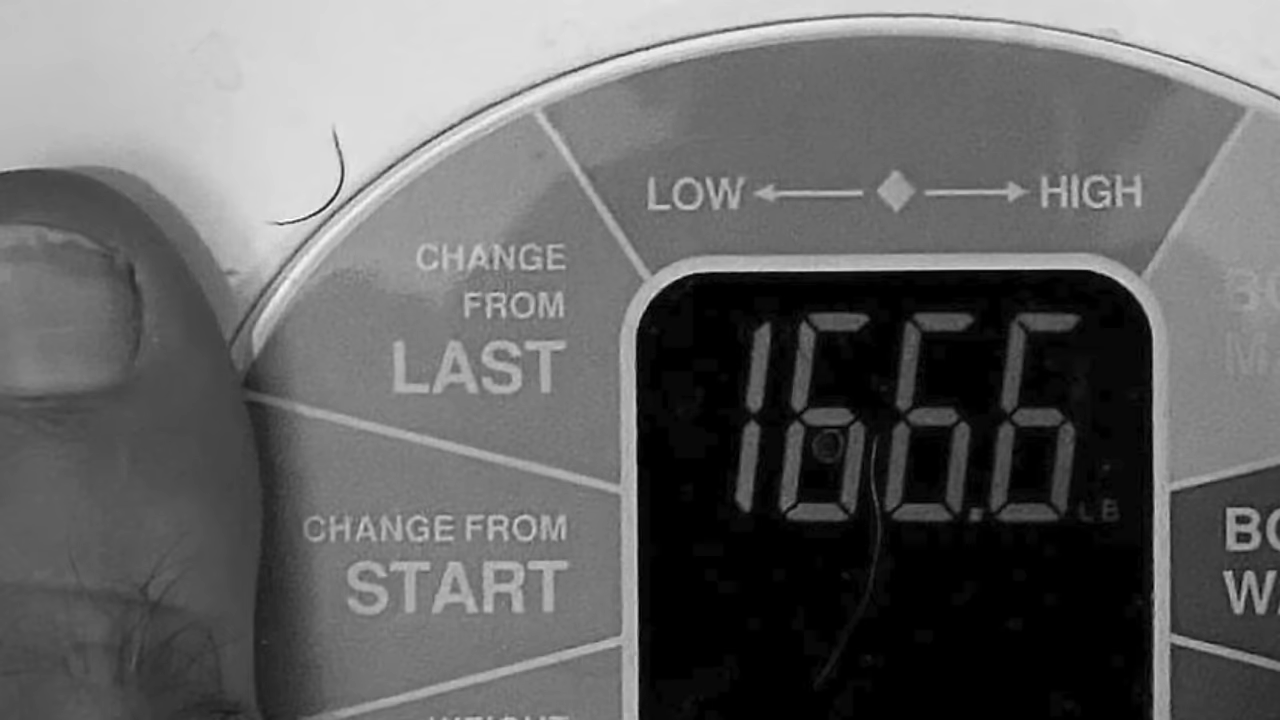 LOW HIGH
CHANGE
FROM
LAST
166.6 LB
CHANGE FROM
START